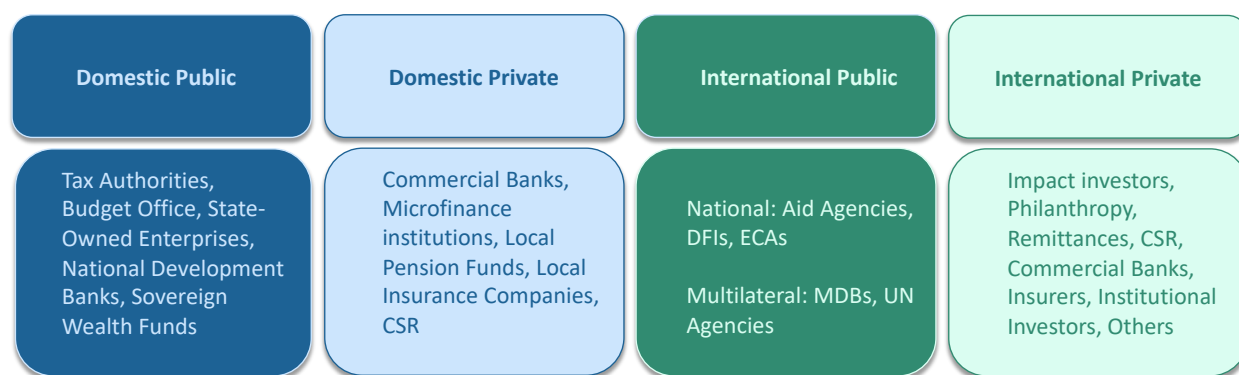 Domestic Public
Domestic Private
International Public
International Private
Tax Authorities,
Budget Office, State-
Owned Enterprises,
National Development
Banks, Sovereign
Wealth Funds
Commercial Banks,
Microfinance
institutions, Local
Pension Funds, Local
Insurance Companies,
CSR
National: Aid Agencies,
DFIs, ECAs
Multilateral: MDBs, UN
Agencies
Impact investors,
Philanthropy,
Remittances, CSR,
Commercial Banks,
Insurers, Institutional
Investors, Others